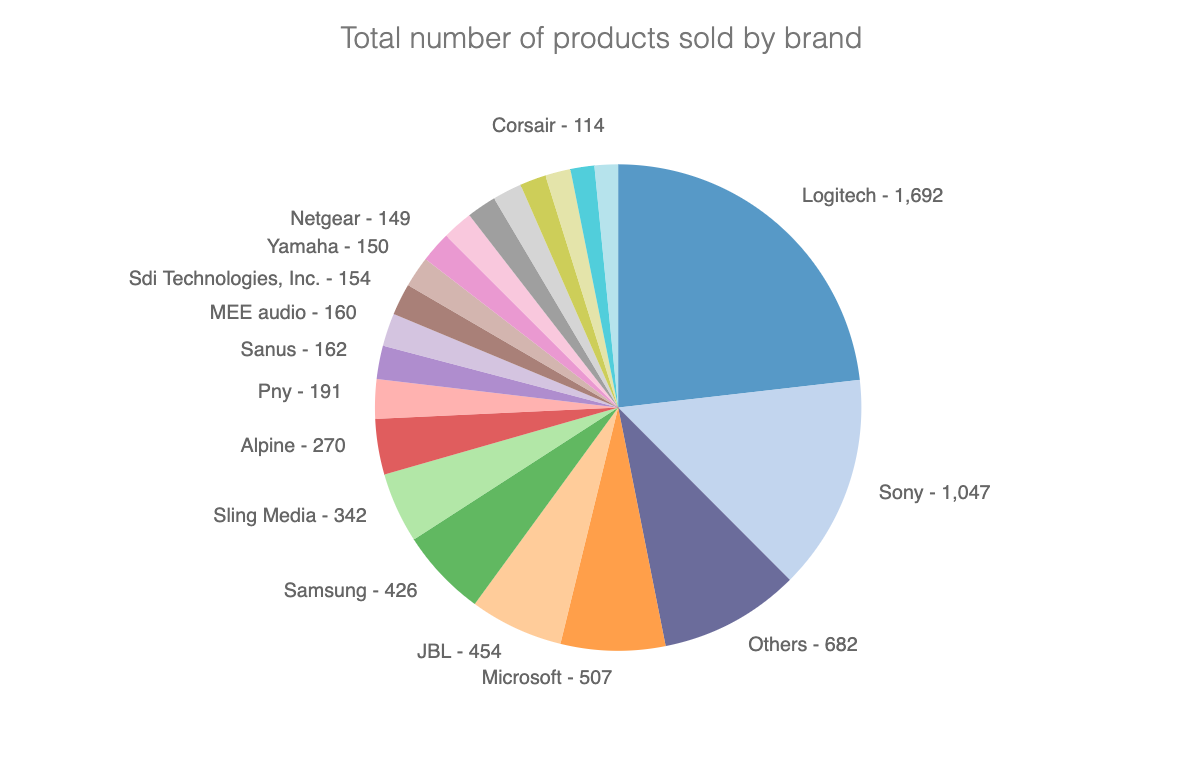 Total number of products sold by brand
Corsair - 114
Logitech - 1,692
Netgear - 149
Yamaha - 150
Sdi Technologies, Inc. - 154
MEE audio - 160
Sanus - 162
Pny - 191
Alpine - 270
Sony - 1,047
Sling Media - 342
Samsung - 426
Others - 682
JBL - 454
Microsoft - 507